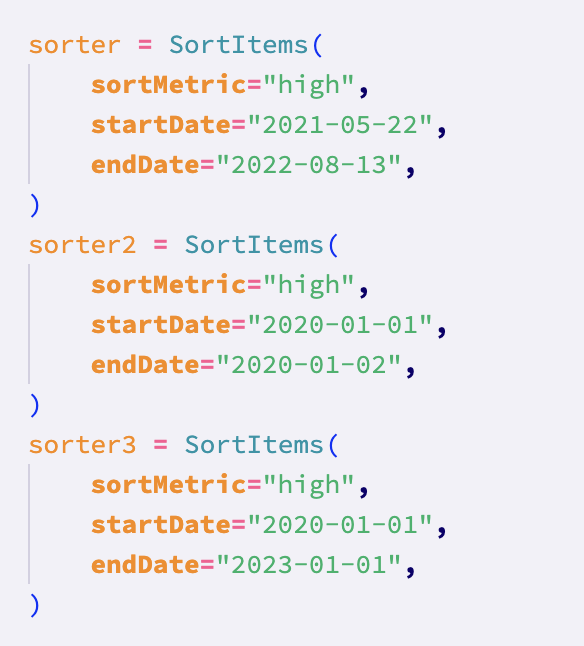 sorter = SortItems(
    sortMetric="high",
    startDate="2021-05-22",
    endDate="2022-08-13",
)
sorter2 = SortItems(
    sortMetric="high",
    startDate="2020-01-01",
    endDate="2020-01-02",
)
sorter3 = SortItems(
    sortMetric="high",
    startDate="2020-01-01",
    endDate="2023-01-01",
)